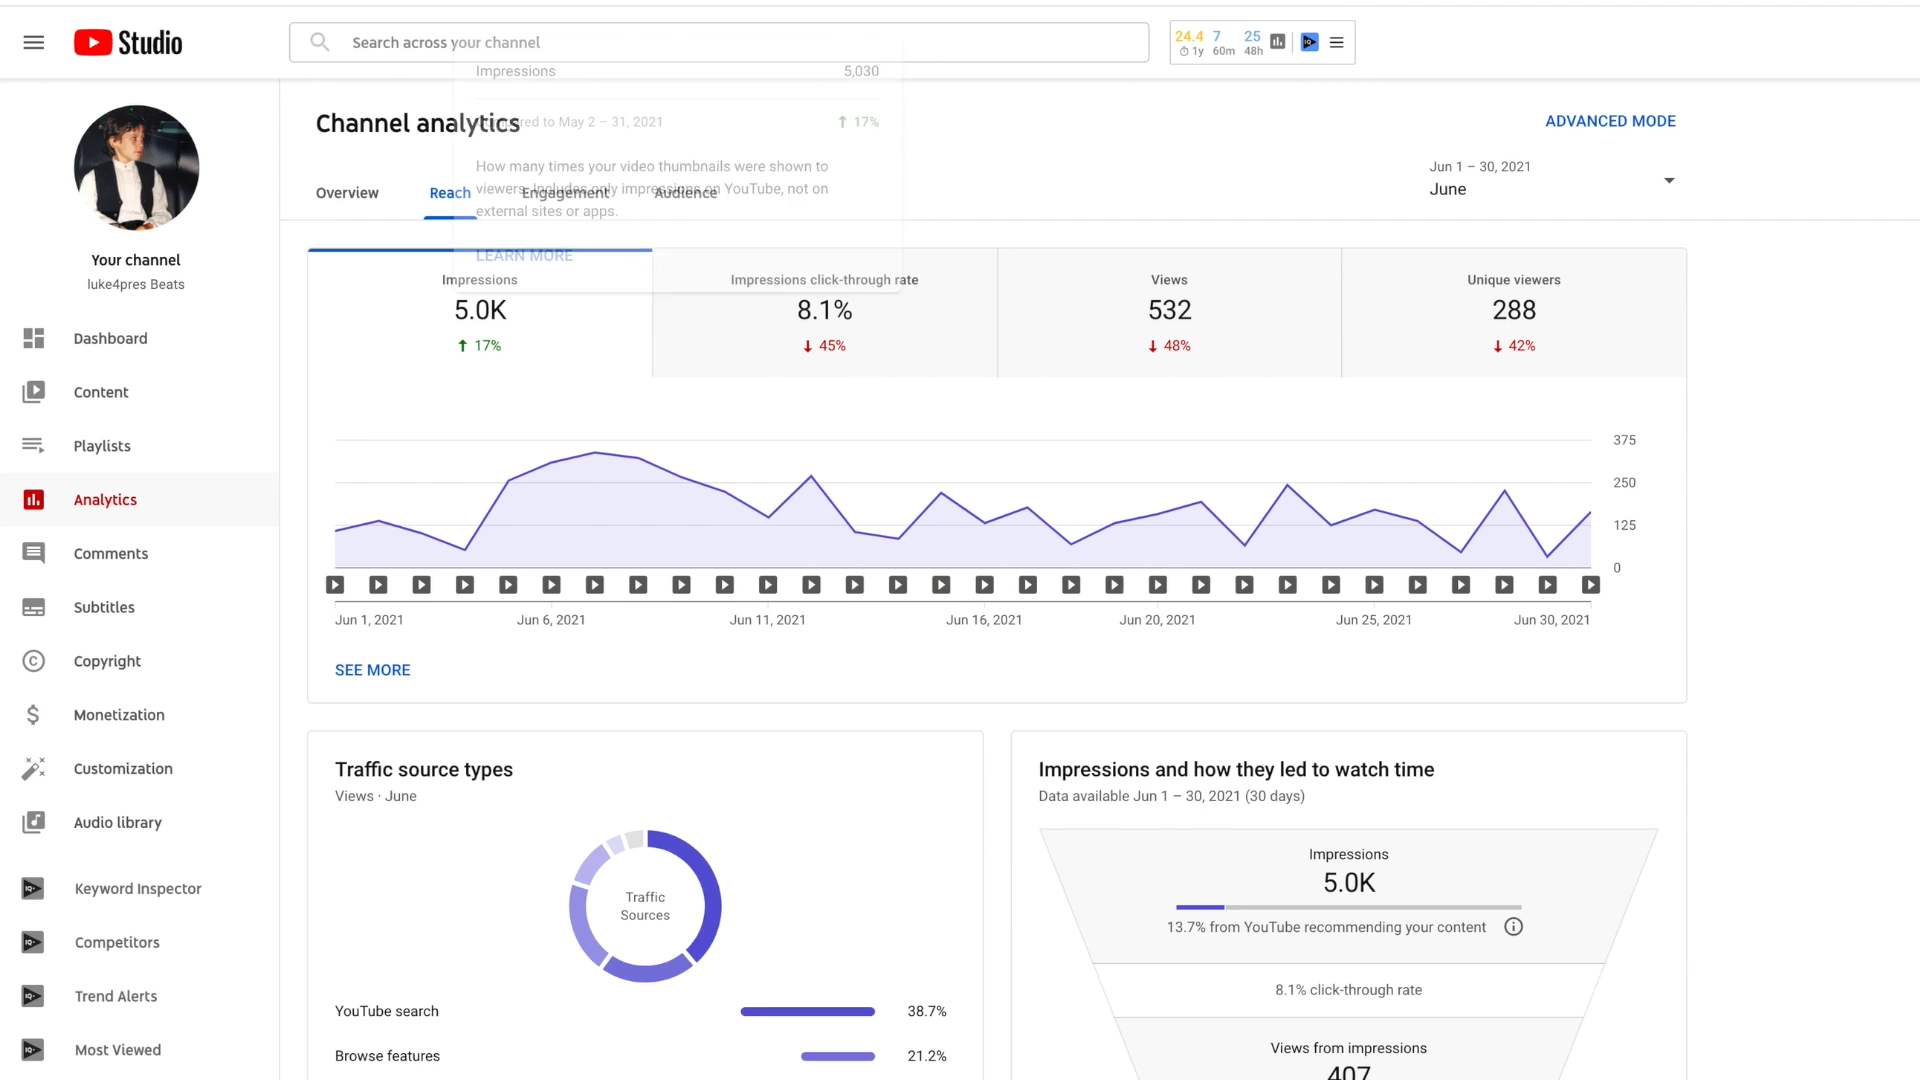 Studio
Search across your channel
24.4 7 25
1y 60m 48h
Impressions 5,030
Channel analytics
red to May 2 – 31, 2021 17%
ADVANCED MODE
How many times your video thumbnails were shown to
viewers. Includes only impressions on YouTube, not on
external sites or apps.
LEARN MORE
Jun 1 – 30, 2021
June
Overview
Reach
Engagement
Audience
Your channel
luke4pres Beats
Dashboard
Content
Playlists
Analytics
Comments
Subtitles
Copyright
Monetization
Customization
Audio library
Keyword Inspector
Competitors
Trend Alerts
Most Viewed
Impressions
5.0K
17%
Impressions click-through rate
8.1%
45%
Views
532
48%
Unique viewers
288
42%
375
250
125
0
Jun 1, 2021
Jun 6, 2021
Jun 11, 2021
Jun 16, 2021
Jun 20, 2021
Jun 25, 2021
Jun 30, 2021
SEE MORE
Traffic source types
Views · June
Traffic
Sources
YouTube search 38.7%
Browse features 21.2%
Impressions and how they led to watch time
Data available Jun 1 – 30, 2021 (30 days)
Impressions
5.0K
13.7% from YouTube recommending your content
8.1% click-through rate
Views from impressions
407